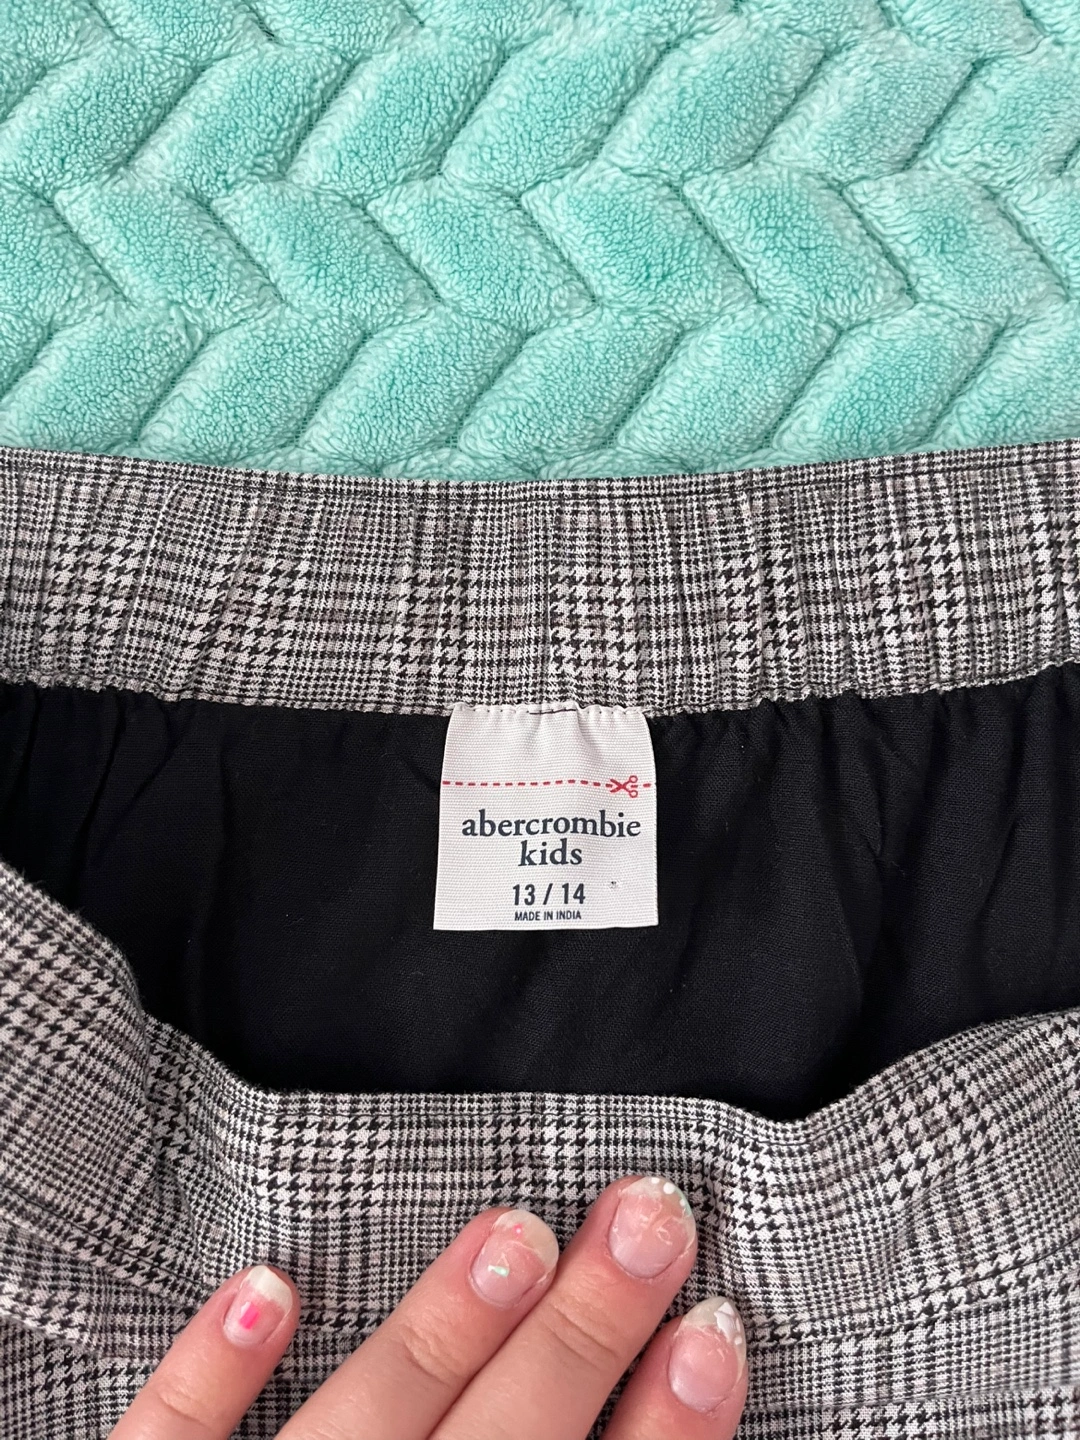 abercrombie
kids
13 / 14
MADE IN INDIA